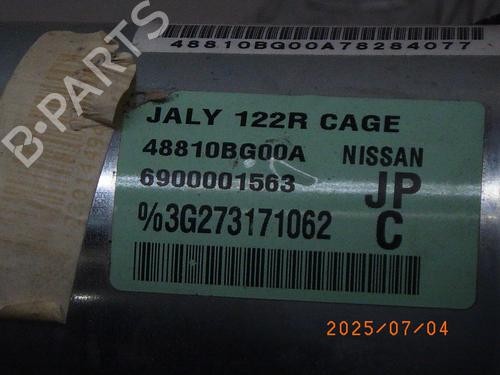 B-PARTS
48810BG00A78284077
JALY 122R CAGE
48810BG00A NISSAN
6900001563 JP
%3G273171062 C
2025/07/04